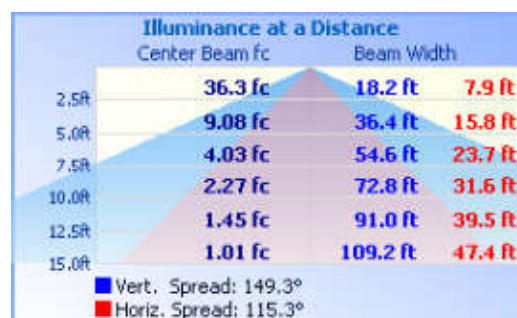 Illuminance at a Distance
Center Beam fc Beam Width
2.5ft 36.3 fc 18.2 ft 7.9 ft
5.0ft 9.08 fc 36.4 ft 15.8 ft
7.5ft 4.03 fc 54.6 ft 23.7 ft
10.0ft 2.27 fc 72.8 ft 31.6 ft
12.5ft 1.45 fc 91.0 ft 39.5 ft
15.0ft 1.01 fc 109.2 ft 47.4 ft
Vert. Spread: 149.3º
Horiz. Spread: 115.3º